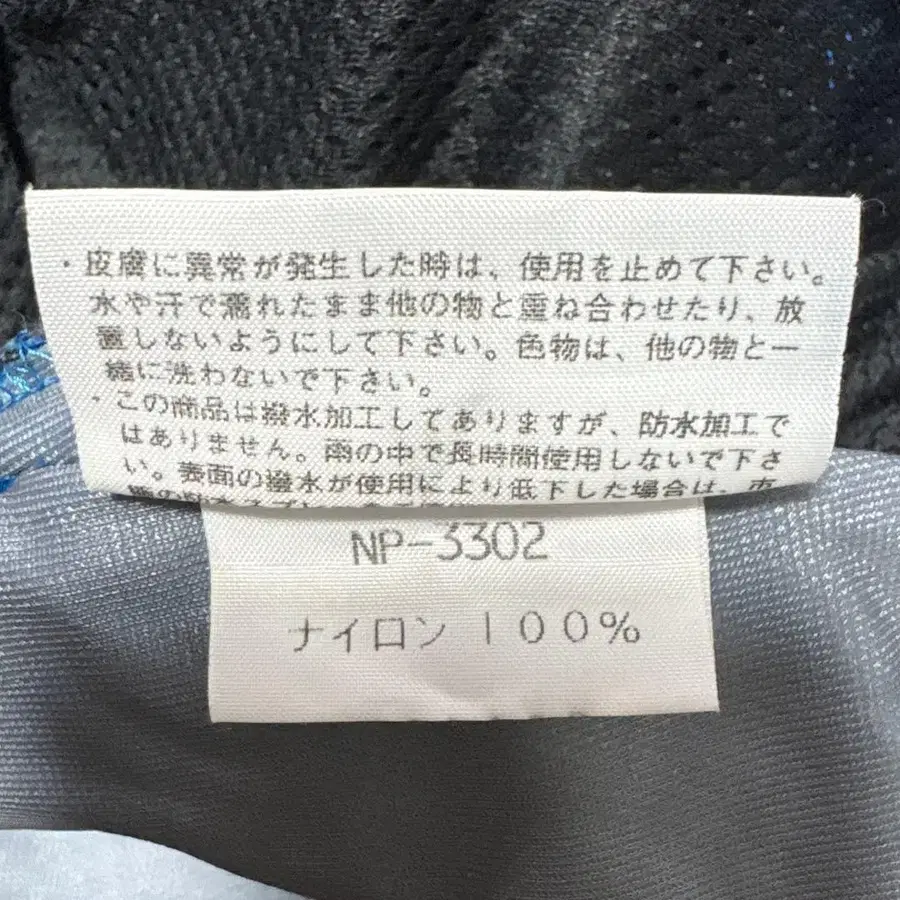 ・皮膚に異常が発生した時は、使用を止めて下さい。
水や汗で濡れたまま他の物と重ね合わせたり、放
置しないようにして下さい。色物は、他の物と一
緒に洗わないで下さい。
・この商品は撥水加工してありますが、防水加工で
はありません。雨の中で長時間使用しないで下さ
い。表面の撥水が使用により低下した場合は、市
NP-3302
ナイロン 100%